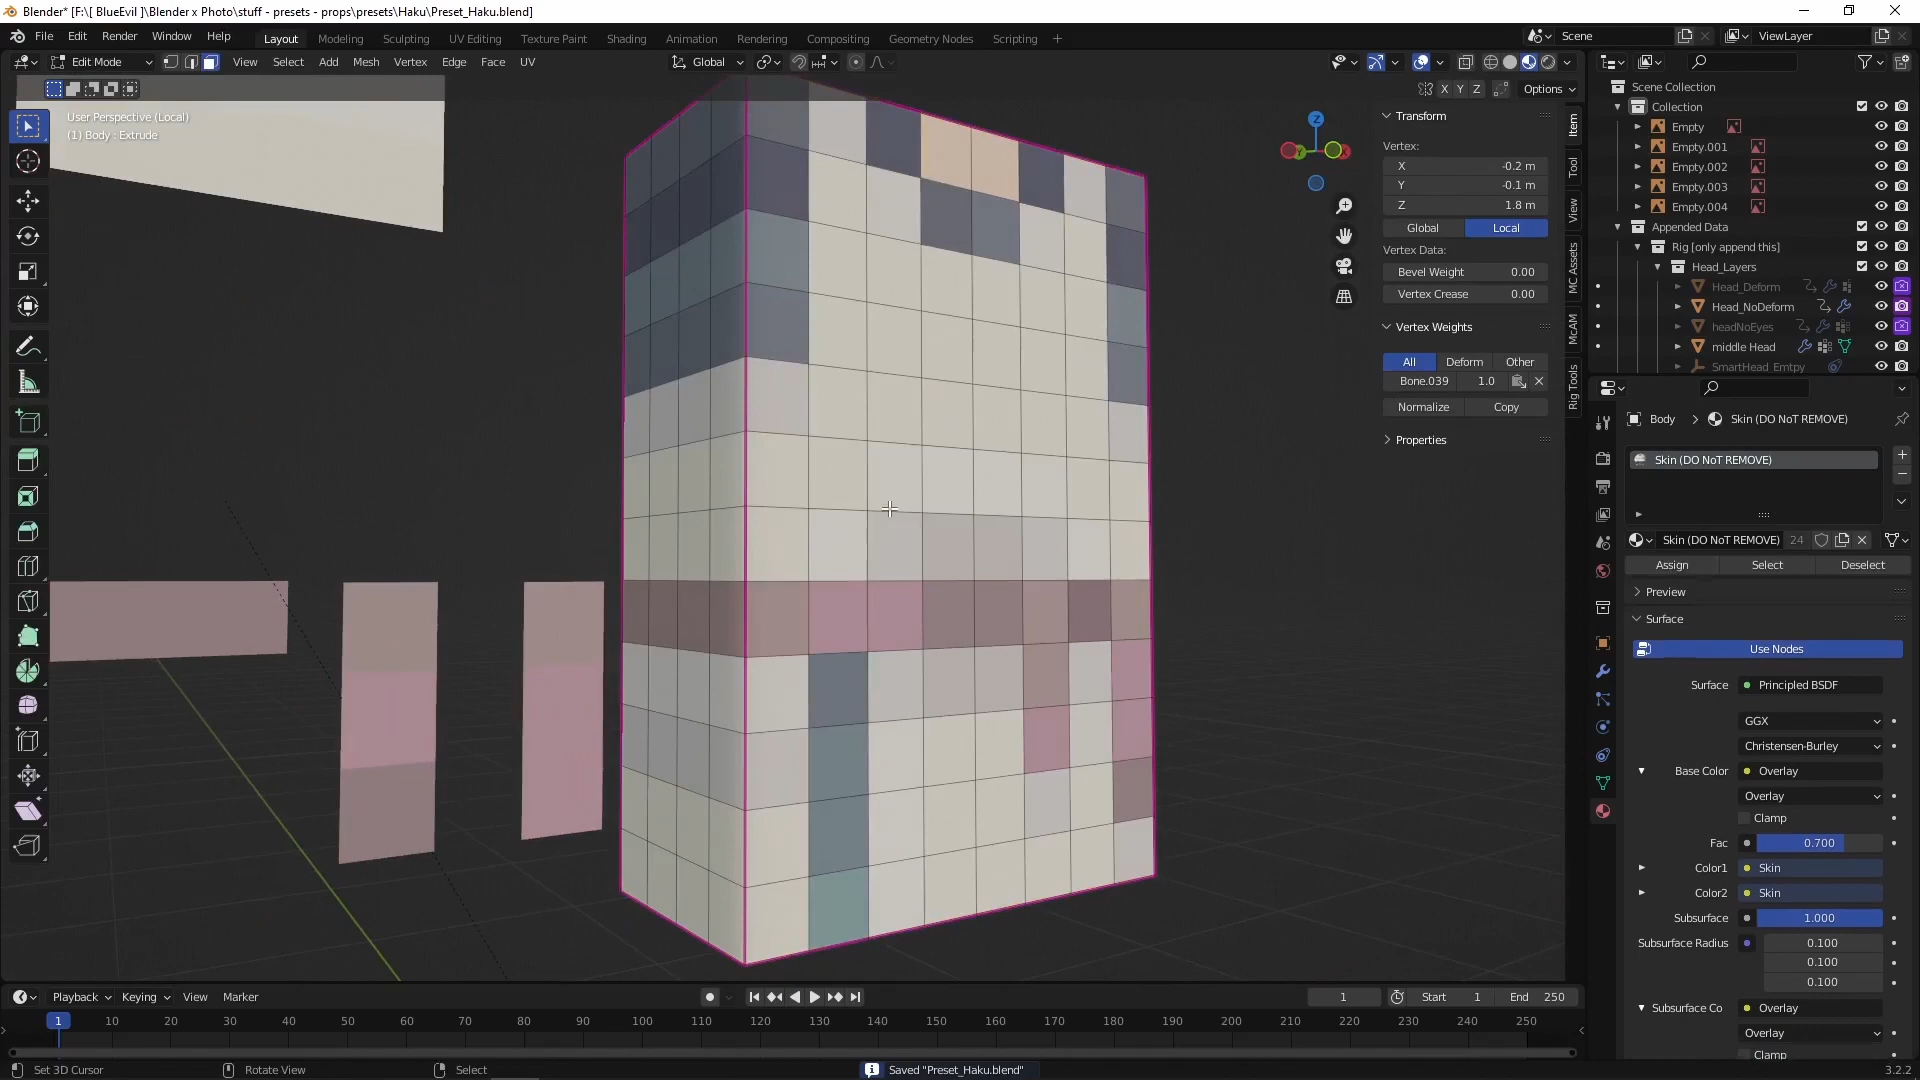 Blender* [F:\[ BlueEvil ]\Blender x Photo\stuff - presets - props\presets\Haku\Preset_Haku.blend]
File Edit Render Window Help Layout Modeling Sculpting UV Editing Texture Paint Shading Animation Rendering Compositing Geometry Nodes Scripting + Scene ViewLayer
Edit Mode View Select Add Mesh Vertex Edge Face UV Global
X Y Z Options
User Perspective (Local)
(1) Body : Extrude
Z
Transform
Vertex:
X -0.2 m
Y -0.1 m
Z 1.8 m
Global Local
Vertex Data:
Bevel Weight 0.00
Vertex Crease 0.00
Vertex Weights
All Deform Other
Bone.039 1.0
Normalize Copy
Properties
Item
Tool
View
MC Assets
McAM
Rig Tools
Scene Collection
Collection
Empty
Empty.001
Empty.002
Empty.003
Empty.004
Appended Data
Rig [only append this]
Head_Layers
Head_Deform
Head_NoDeform
headNoEyes
middle Head
SmartHead_Emtpy
Body > Skin (DO NoT REMOVE)
Skin (DO NoT REMOVE)
Skin (DO NoT REMOVE) 24
Assign Select Deselect
Preview
Surface
Use Nodes
Surface Principled BSDF
GGX
Christensen-Burley
Base Color Overlay
Overlay
Clamp
Fac 0.700
Color1 Skin
Color2 Skin
Subsurface 1.000
Subsurface Radius 0.100
0.100
0.100
Subsurface Co Overlay
Overlay
Clamp
Playback Keying View Marker 1 Start 1 End 250
1 10 20 30 40 50 60 70 80 90 100 110 120 130 140 150 160 170 180 190 200 210 220 230 240 250
Set 3D Cursor Rotate View Select Saved "Preset_Haku.blend" 3.2.2